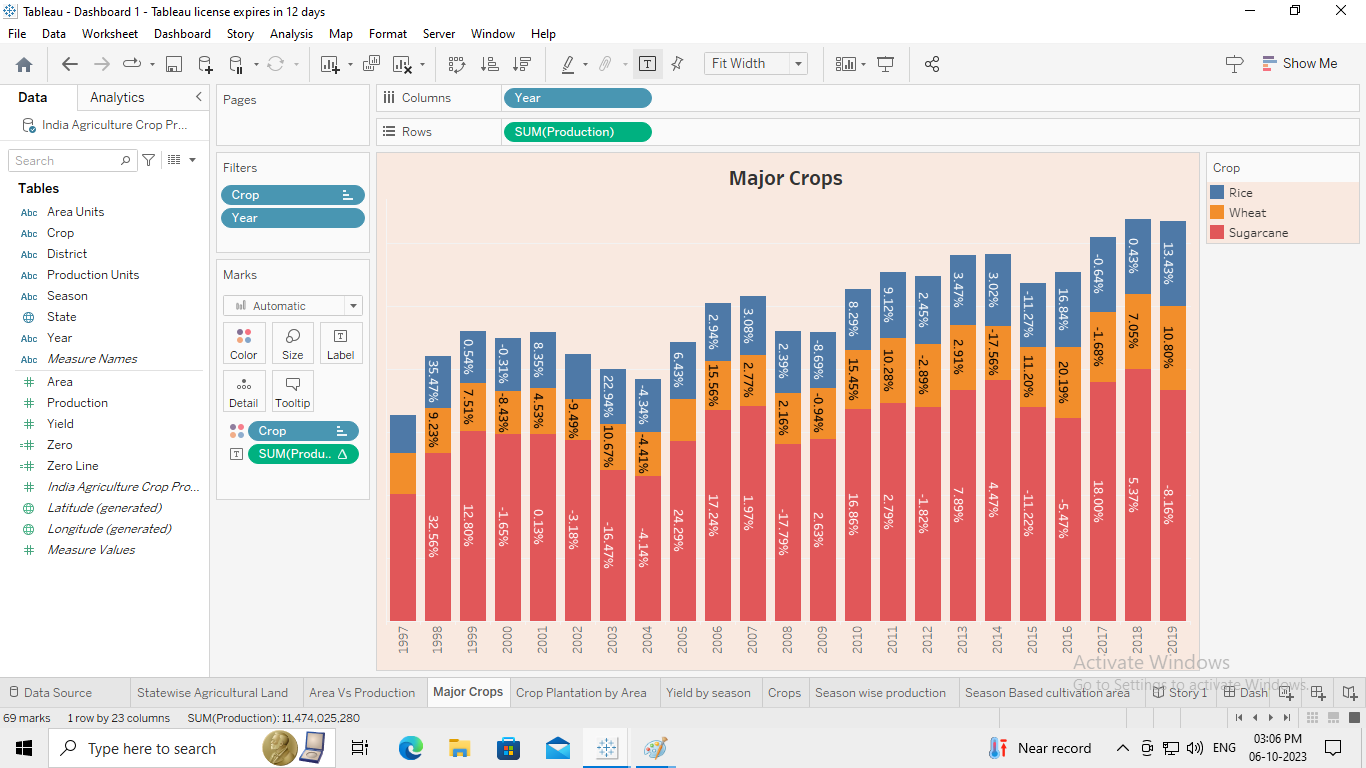 Tableau - Dashboard 1 - Tableau license expires in 12 days
File Data Worksheet Dashboard Story Analysis Map Format Server Window Help
Fit Width
Show Me
Data Analytics
India Agriculture Crop Pr...
Search
Tables
Abc Area Units
Abc Crop
Abc District
Abc Production Units
Abc Season
State
Abc Year
Abc Measure Names
Area
Production
Yield
Zero
Zero Line
India Agriculture Crop Pro...
Latitude (generated)
Longitude (generated)
Measure Values
Pages
Filters
Crop
Year
Marks
Automatic
Color Size Label
Detail Tooltip
Crop
SUM(Produ..
Columns Year
Rows SUM(Production)
Major Crops
35.47% 0.54% -0.31% 8.35% 22.94% -4.34% 6.43% 2.94% 3.08% 2.39% -8.69% 8.29% 9.12% 2.45% 3.47% 3.02% -11.27% 16.84% -0.64% 0.43% 13.43%
9.23% 7.51% -8.43% 4.53% -9.49% 10.67% -4.41% 15.56% 2.77% 2.16% -0.94% 15.45% 10.28% -2.89% 2.91% -17.56% 11.20% 20.19% -1.68% 7.05% 10.80%
32.56% 12.80% -1.65% 0.13% -3.18% -16.47% -4.14% 24.29% 17.24% 1.97% -17.79% 2.63% 16.86% 2.79% -1.82% 7.89% 4.47% -11.22% -5.47% 18.00% 5.37% -8.16%
1997 1998 1999 2000 2001 2002 2003 2004 2005 2006 2007 2008 2009 2010 2011 2012 2013 2014 2015 2016 2017 2018 2019
Crop
Rice
Wheat
Sugarcane
Activate Windows
Go to Settings to activate Windows.
Data Source Statewise Agricultural Land Area Vs Production Major Crops Crop Plantation by Area Yield by season Crops Season wise production Season Based cultivation area Story 1 Dash
69 marks 1 row by 23 columns SUM(Production): 11,474,025,280
Type here to search
Near record
ENG
03:06 PM
06-10-2023